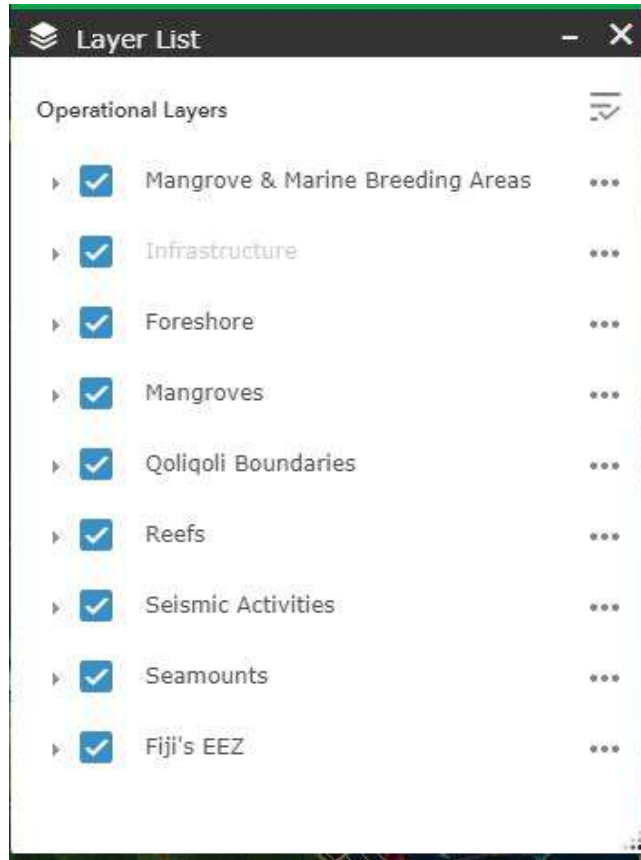 Layer List
Operational Layers
Mangrove & Marine Breeding Areas
Infrastructure
Foreshore
Mangroves
Qoliqoli Boundaries
Reefs
Seismic Activities
Seamounts
Fiji's EEZ